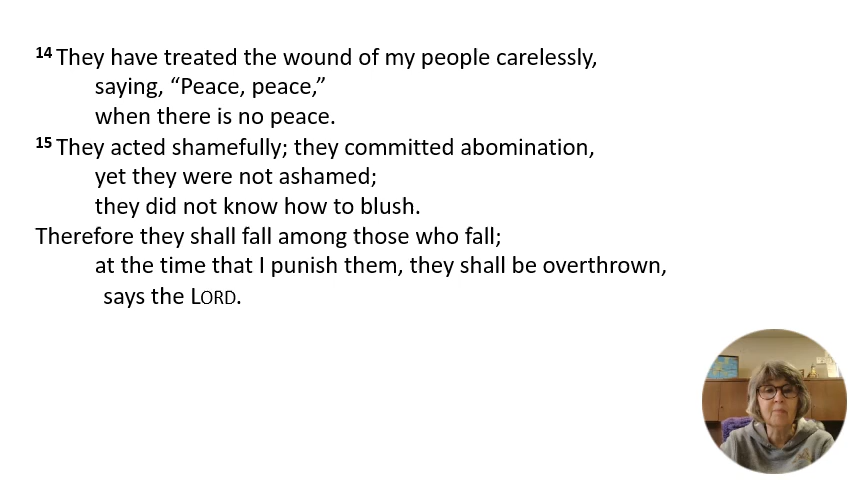 14 They have treated the wound of my people carelessly,
saying, “Peace, peace,”
when there is no peace.
15 They acted shamefully; they committed abomination,
yet they were not ashamed;
they did not know how to blush.
Therefore they shall fall among those who fall;
at the time that I punish them, they shall be overthrown,
says the LORD.